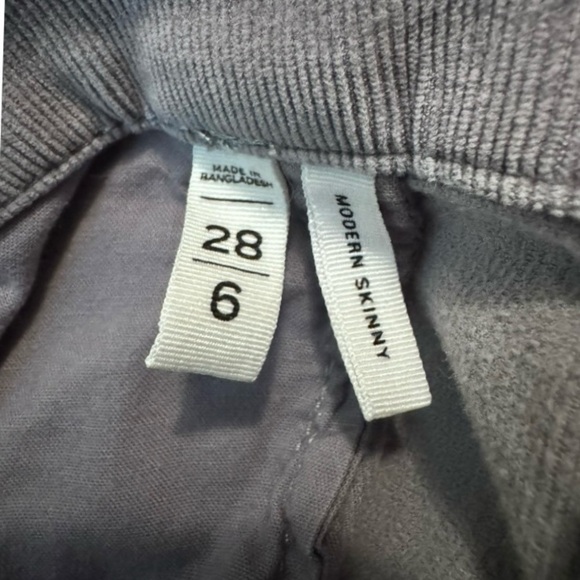 MADE IN
BANGLADESH
28
6
MODERN SKINNY